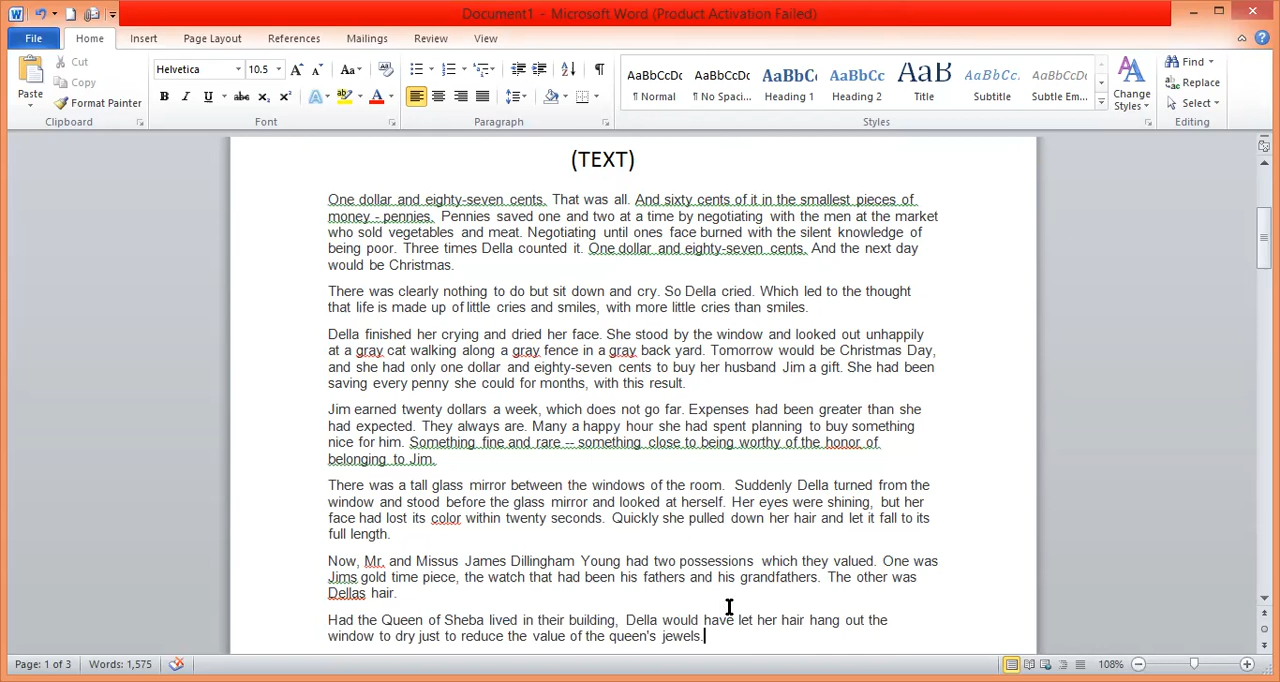 Document1 - Microsoft Word (Product Activation Failed)
File Home Insert Page Layout References Mailings Review View
Paste
Cut
Copy
Format Painter
Clipboard
Helvetica 10.5
Font
Paragraph
AaBbCcDc AaBbCcDc AaBbC AaBbCc AaB AaBbCc. AaBbCcDc
¶ Normal ¶ No Spaci... Heading 1 Heading 2 Title Subtitle Subtle Em...
Styles
Change
Styles
Find
Replace
Select
Editing
(TEXT)
One dollar and eighty-seven cents. That was all. And sixty cents of it in the smallest pieces of
money - pennies. Pennies saved one and two at a time by negotiating with the men at the market
who sold vegetables and meat. Negotiating until ones face burned with the silent knowledge of
being poor. Three times Della counted it. One dollar and eighty-seven cents. And the next day
would be Christmas.
There was clearly nothing to do but sit down and cry. So Della cried. Which led to the thought
that life is made up of little cries and smiles, with more little cries than smiles.
Della finished her crying and dried her face. She stood by the window and looked out unhappily
at a gray cat walking along a gray fence in a gray back yard. Tomorrow would be Christmas Day,
and she had only one dollar and eighty-seven cents to buy her husband Jim a gift. She had been
saving every penny she could for months, with this result.
Jim earned twenty dollars a week, which does not go far. Expenses had been greater than she
had expected. They always are. Many a happy hour she had spent planning to buy something
nice for him. Something fine and rare -- something close to being worthy of the honor of
belonging to Jim.
There was a tall glass mirror between the windows of the room. Suddenly Della turned from the
window and stood before the glass mirror and looked at herself. Her eyes were shining, but her
face had lost its color within twenty seconds. Quickly she pulled down her hair and let it fall to its
full length.
Now, Mr. and Missus James Dillingham Young had two possessions which they valued. One was
Jims gold time piece, the watch that had been his fathers and his grandfathers. The other was
Dellas hair.
Had the Queen of Sheba lived in their building, Della would have let her hair hang out the
window to dry just to reduce the value of the queen's jewels.
Page: 1 of 3 Words: 1,575 108%